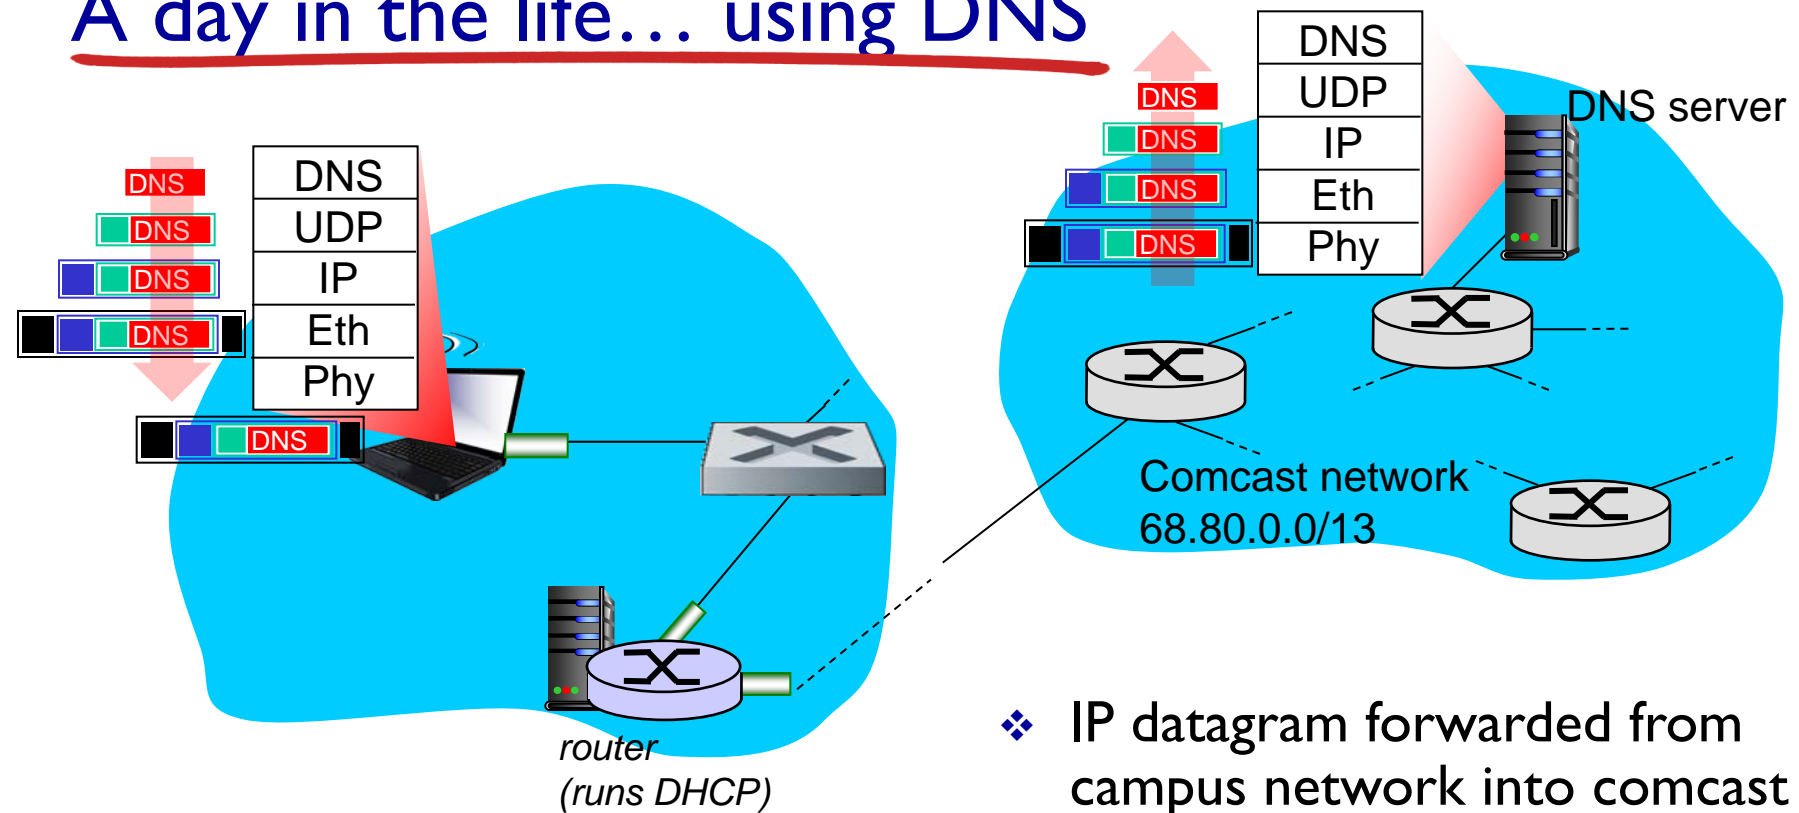 A day in the life… using DNS
DNS
DNS
DNS
DNS
DNS
DNS
UDP
IP
Eth
Phy
DNS
DNS
DNS
DNS
DNS
UDP
IP
Eth
Phy
DNS server
Comcast network
68.80.0.0/13
router
(runs DHCP)
❖ IP datagram forwarded from
campus network into comcast